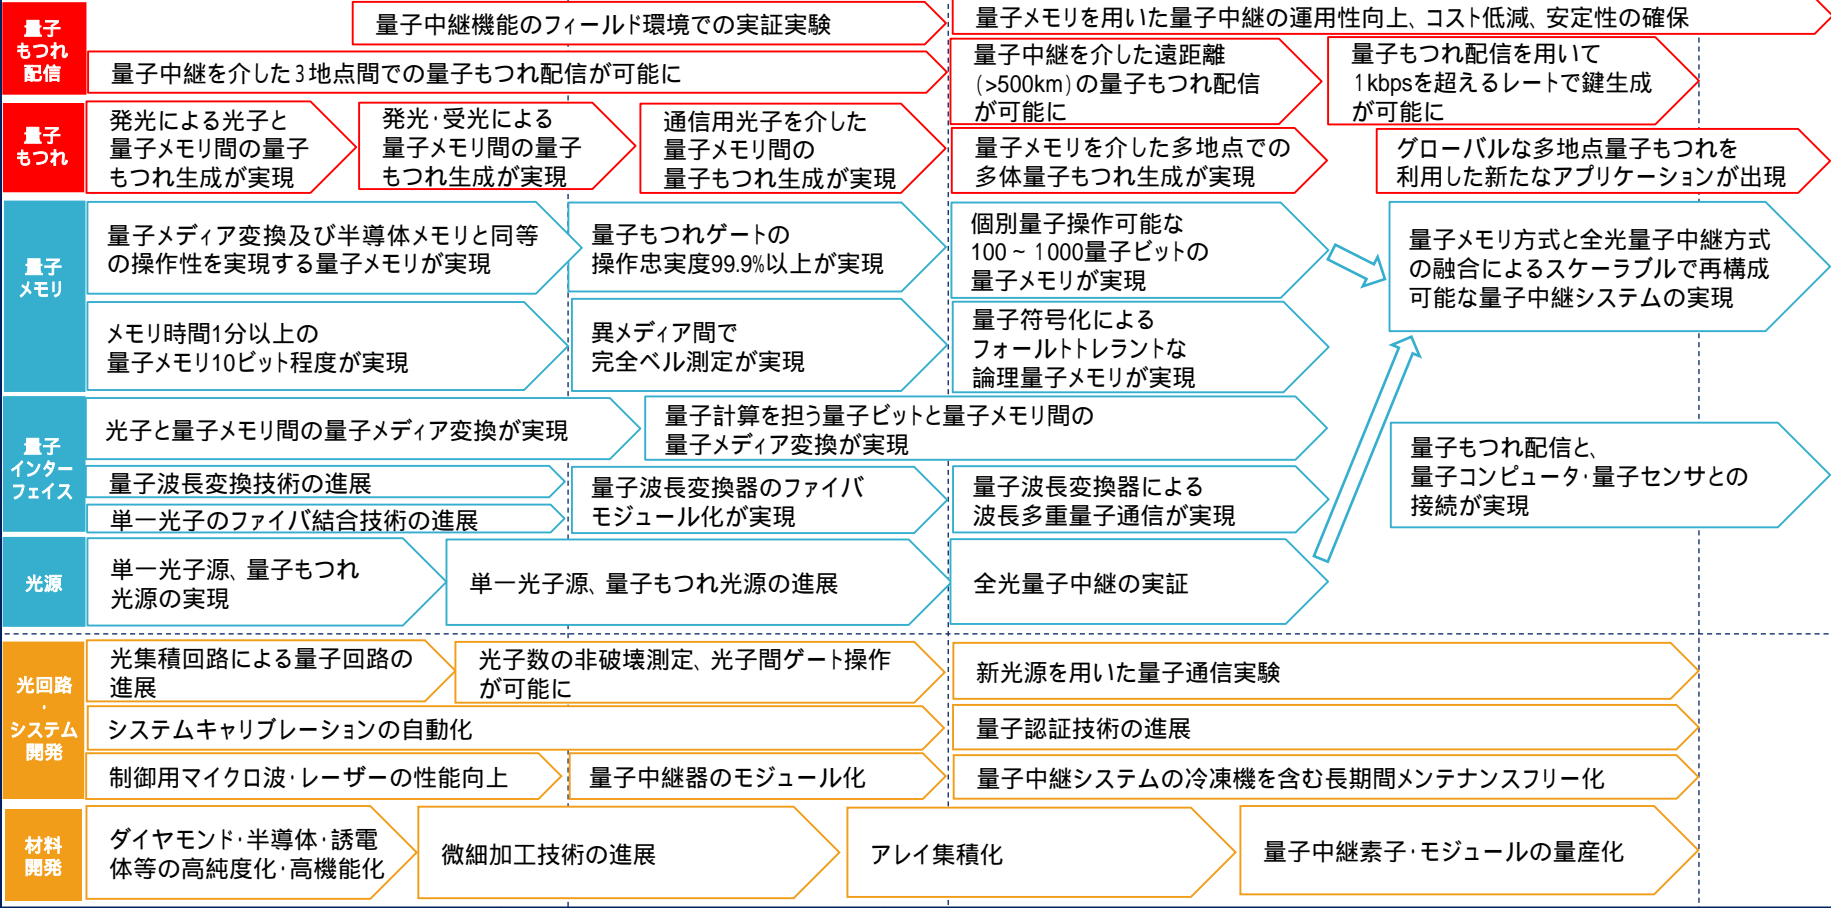 量子
もつれ
配信
量子中継機能のフィールド環境での実証実験
量子メモリを用いた量子中継の運用性向上、コスト低減、安定性の確保
量子中継を介した3地点間での量子もつれ配信が可能に
量子中継を介した遠距離
(>500km)の量子もつれ配信
が可能に
量子もつれ配信を用いて
1kbpsを超えるレートで鍵生成
が可能に
量子
もつれ
発光による光子と
量子メモリ間の量子
もつれ生成が実現
発光・受光による
量子メモリ間の量子
もつれ生成が実現
通信用光子を介した
量子メモリ間の
量子もつれ生成が実現
量子メモリを介した多地点での
多体量子もつれ生成が実現
グローバルな多地点量子もつれを
利用した新たなアプリケーションが出現
量子
メモリ
量子メディア変換及び半導体メモリと同等
の操作性を実現する量子メモリが実現
量子もつれゲートの
操作忠実度99.9%以上が実現
個別量子操作可能な
100~1000量子ビットの
量子メモリが実現
量子メモリ方式と全光量子中継方式
の融合によるスケーラブルで再構成
可能な量子中継システムの実現
メモリ時間1分以上の
量子メモリ10ビット程度が実現
異メディア間で
完全ベル測定が実現
量子符号化による
フォールトトレラントな
論理量子メモリが実現
量子
インター
フェイス
光子と量子メモリ間の量子メディア変換が実現
量子計算を担う量子ビットと量子メモリ間の
量子メディア変換が実現
量子もつれ配信と、
量子コンピュータ・量子センサとの
接続が実現
量子波長変換技術の進展
単一光子のファイバ結合技術の進展
量子波長変換器のファイバ
モジュール化が実現
量子波長変換器による
波長多重量子通信が実現
光源
単一光子源、量子もつれ
光源の実現
単一光子源、量子もつれ光源の進展
全光量子中継の実証
光回路
・
システム
開発
光集積回路による量子回路の
進展
光子数の非破壊測定、光子間ゲート操作
が可能に
新光源を用いた量子通信実験
システムキャリブレーションの自動化
量子認証技術の進展
制御用マイクロ波・レーザーの性能向上
量子中継器のモジュール化
量子中継システムの冷凍機を含む長期間メンテナンスフリー化
材料
開発
ダイヤモンド・半導体・誘電
体等の高純度化・高機能化
微細加工技術の進展
アレイ集積化
量子中継素子・モジュールの量産化